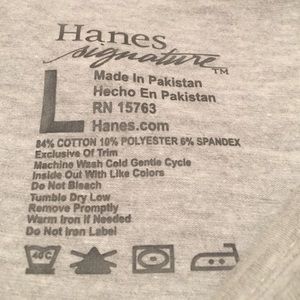 Hanes
signature™
L
Made In Pakistan
Hecho En Pakistan
RN 15763
Hanes.com
84% COTTON 10% POLYESTER 6% SPANDEX
Exclusive Of Trim
Machine Wash Cold Gentle Cycle
Inside Out With Like Colors
Do Not Bleach
Tumble Dry Low
Remove Promptly
Warm Iron if Needed
Do Not Iron Label
40C